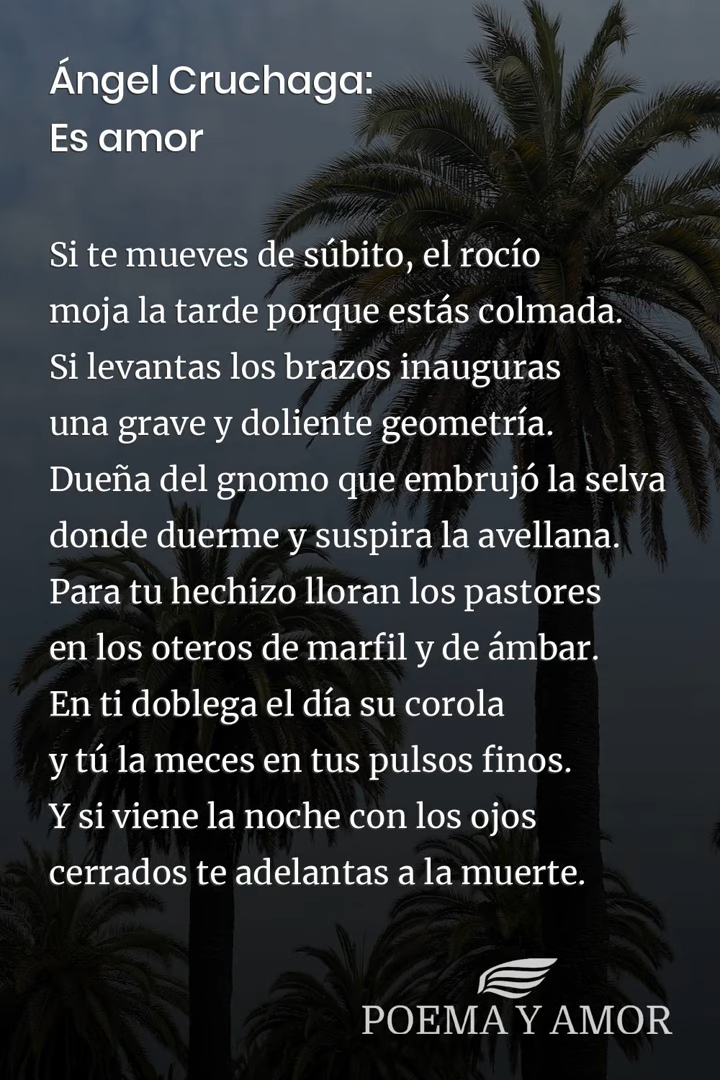 Ángel Cruchaga:
Es amor
Si te mueves de súbito, el rocío
moja la tarde porque estás colmada.
Si levantas los brazos inauguras
una grave y doliente geometría.
Dueña del gnomo que embrujó la selva
donde duerme y suspira la avellana.
Para tu hechizo lloran los pastores
en los oteros de marfil y de ámbar.
En ti doblega el día su corola
y tú la meces en tus pulsos finos.
Y si viene la noche con los ojos
cerrados te adelantas a la muerte.
POEMA Y AMOR